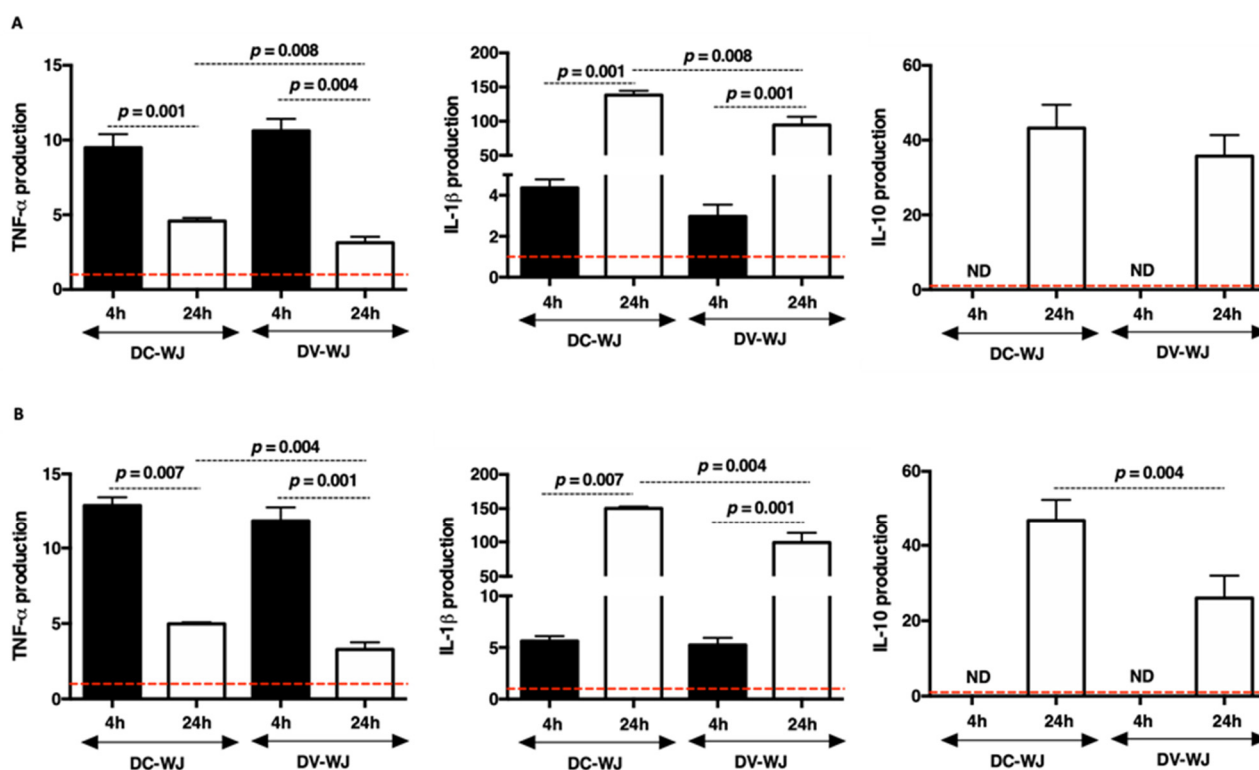 A
TNF-α production
15
10
5
0
p = 0.008
p = 0.001
p = 0.004
4h 24h 4h 24h
DC-WJ DV-WJ
IL-1β production
200
150
100
50
4
2
0
p = 0.001
p = 0.008
p = 0.001
4h 24h 4h 24h
DC-WJ DV-WJ
IL-10 production
60
40
20
0
ND ND
4h 24h 4h 24h
DC-WJ DV-WJ
B
TNF-α production
15
10
5
0
p = 0.004
p = 0.007
p = 0.001
4h 24h 4h 24h
DC-WJ DV-WJ
IL-1β production
200
150
100
50
10
5
0
p = 0.007
p = 0.004
p = 0.001
4h 24h 4h 24h
DC-WJ DV-WJ
IL-10 production
60
40
20
0
p = 0.004
ND ND
4h 24h 4h 24h
DC-WJ DV-WJ